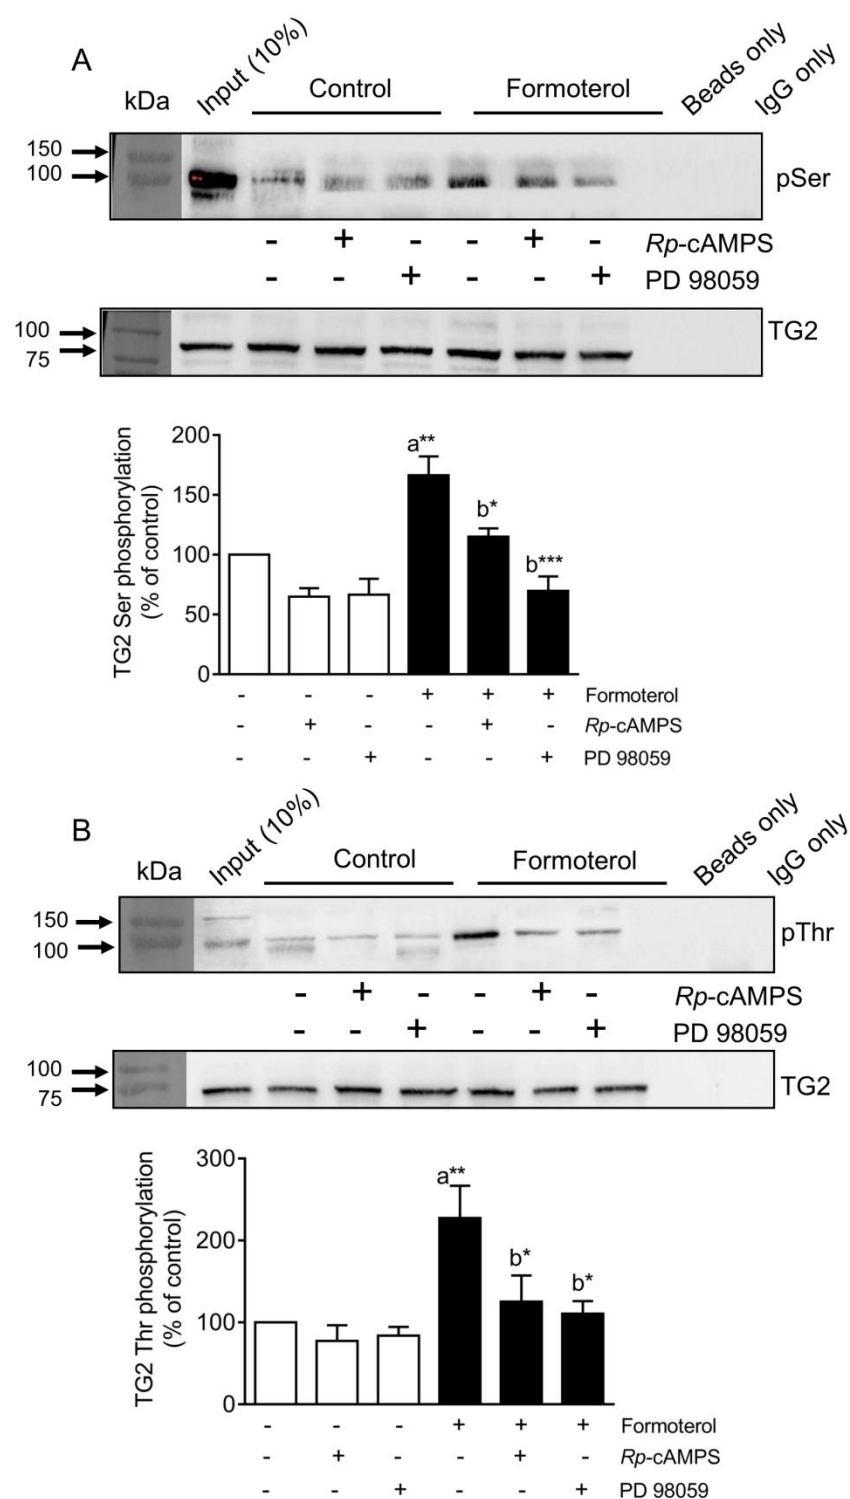 A
kDa Input (10%) Control Formoterol Beads only IgG only
150
100
pSer
- + - - + - Rp-cAMPS
- - + - - + PD 98059
100
75
TG2
TG2 Ser phosphorylation
(% of control)
200
150
100
50
0
a**
b*
b***
- - - + + + Formoterol
- + - - + - Rp-cAMPS
- - + - - + PD 98059
B
kDa Input (10%) Control Formoterol Beads only IgG only
150
100
pThr
- + - - + - Rp-cAMPS
- - + - - + PD 98059
100
75
TG2
TG2 Thr phosphorylation
(% of control)
300
200
100
0
a**
b*
b*
- - - + + + Formoterol
- + - - + - Rp-cAMPS
- - + - - + PD 98059